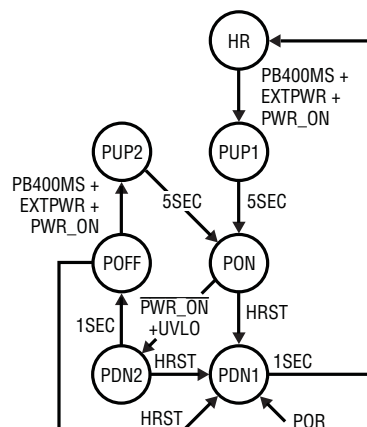 HR
PB400MS +
EXTPWR +
PWR_ON
PUP2
PUP1
PB400MS +
EXTPWR +
PWR_ON
5SEC
5SEC
POFF
PON
PWR_ON
+UVLO
HRST
1SEC
PDN2
HRST
PDN1
1SEC
HRST
POR